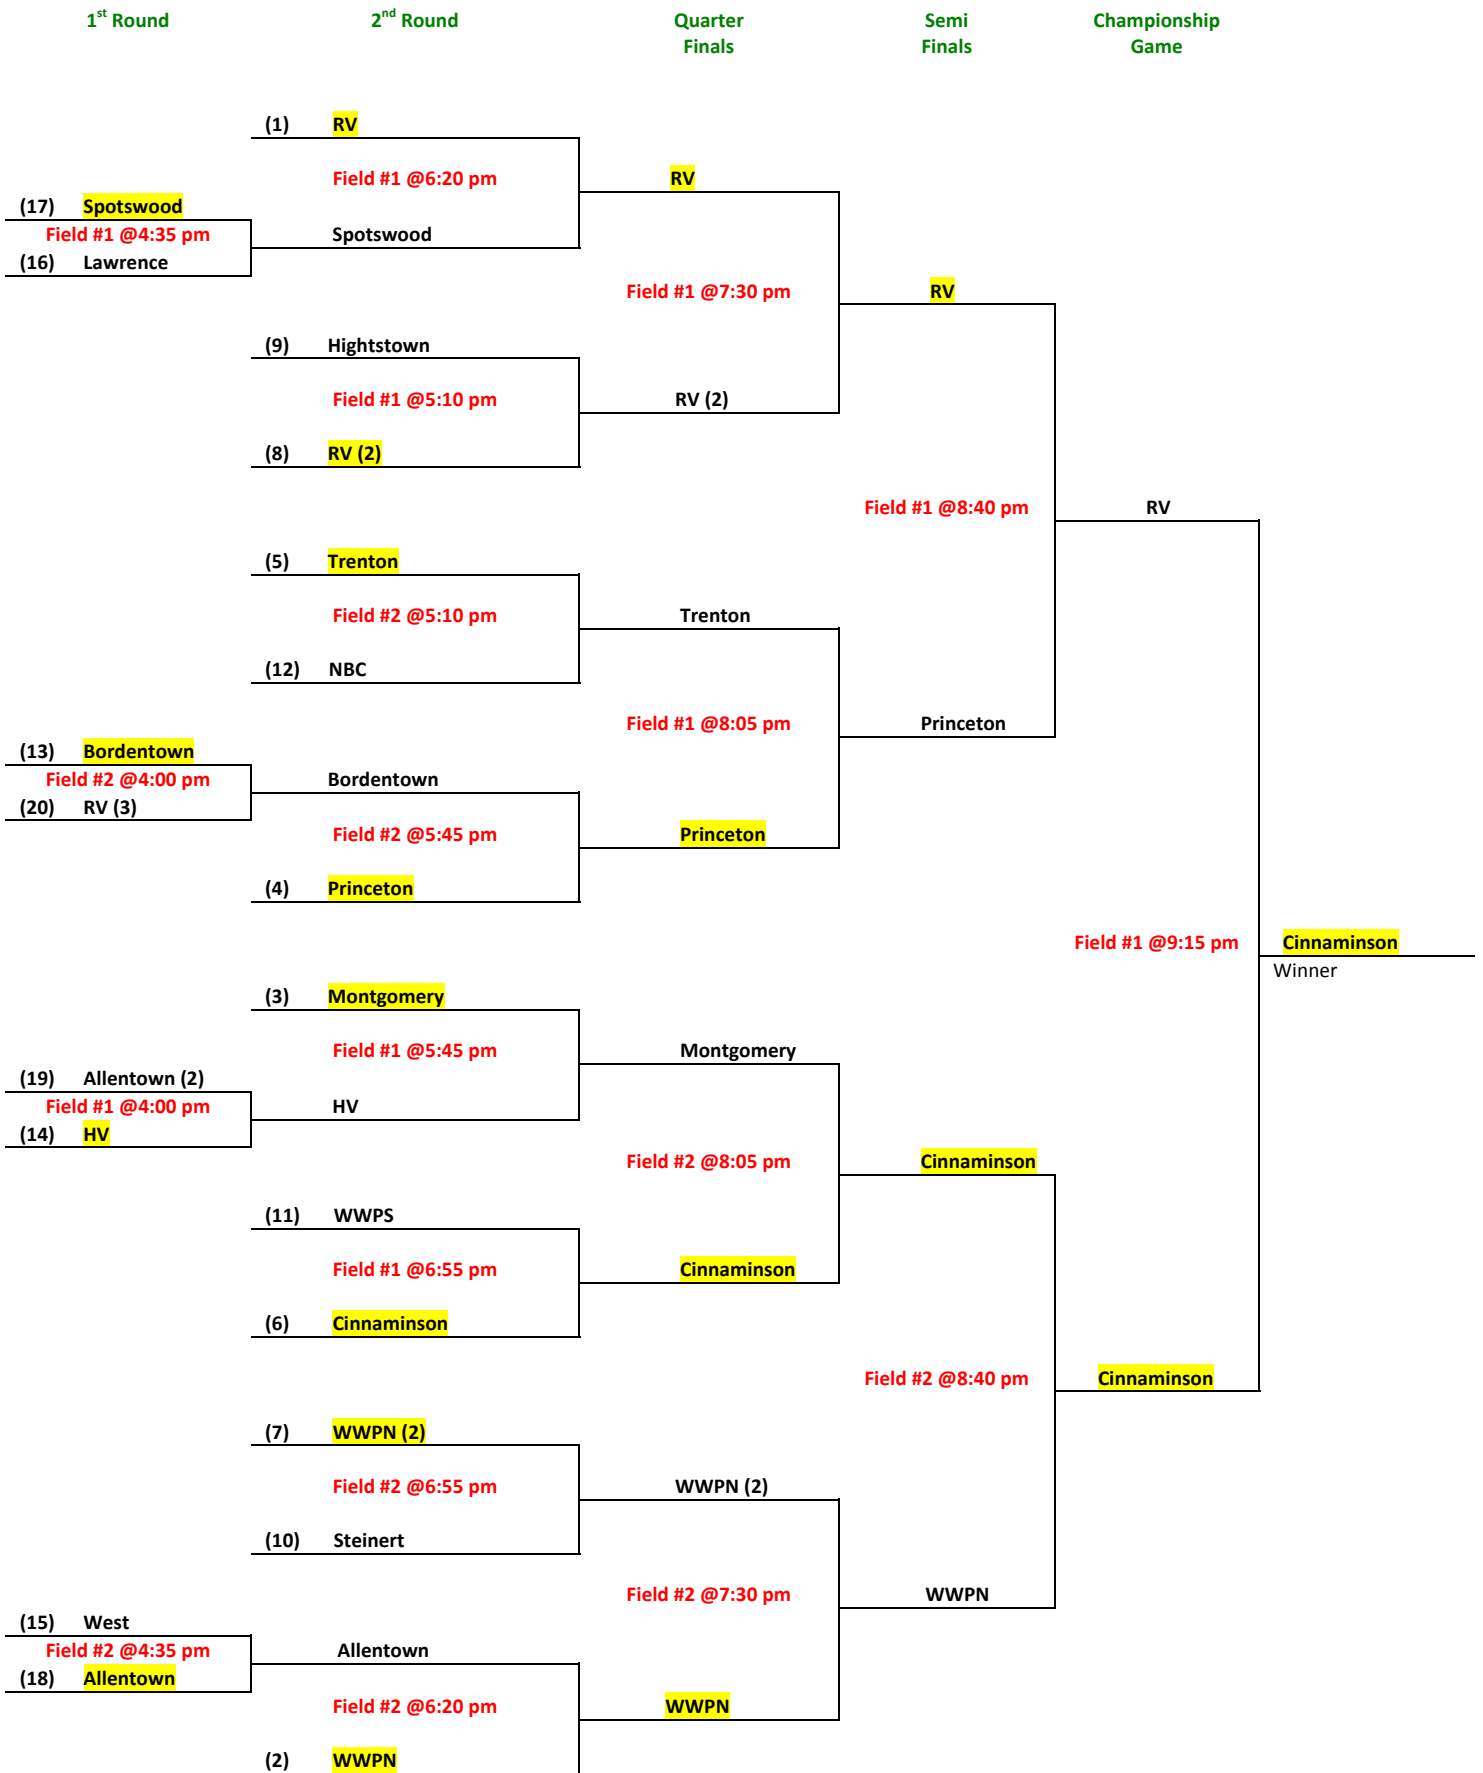 1st Round 2nd Round Quarter Semi Championship
Finals Finals Game
(1) RV
Field #1 @6:20 pm RV
(17) Spotswood
Field #1 @4:35 pm Spotswood
(16) Lawrence
Field #1 @7:30 pm RV
(9) Hightstown
Field #1 @5:10 pm RV (2)
(8) RV (2)
Field #1 @8:40 pm RV
(5) Trenton
Field #2 @5:10 pm Trenton
(12) NBC
Field #1 @8:05 pm Princeton
(13) Bordentown
Field #2 @4:00 pm Bordentown
(20) RV (3)
Field #2 @5:45 pm Princeton
(4) Princeton
Field #1 @9:15 pm Cinnaminson
Winner
(3) Montgomery
Field #1 @5:45 pm Montgomery
(19) Allentown (2)
Field #1 @4:00 pm HV
(14) HV
Field #2 @8:05 pm Cinnaminson
(11) WWPS
Field #1 @6:55 pm Cinnaminson
(6) Cinnaminson
Field #2 @8:40 pm Cinnaminson
(7) WWPN (2)
Field #2 @6:55 pm WWPN (2)
(10) Steinert
Field #2 @7:30 pm WWPN
(15) West
Field #2 @4:35 pm Allentown
(18) Allentown
Field #2 @6:20 pm WWPN
(2) WWPN